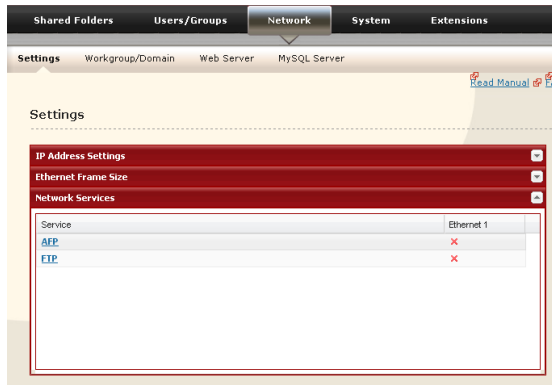 Shared Folders Users/Groups Network System Extensions
Settings Workgroup/Domain Web Server MySQL Server
Read Manual
Settings
IP Address Settings
Ethernet Frame Size
Network Services
Service Ethernet 1
AFP
FTP